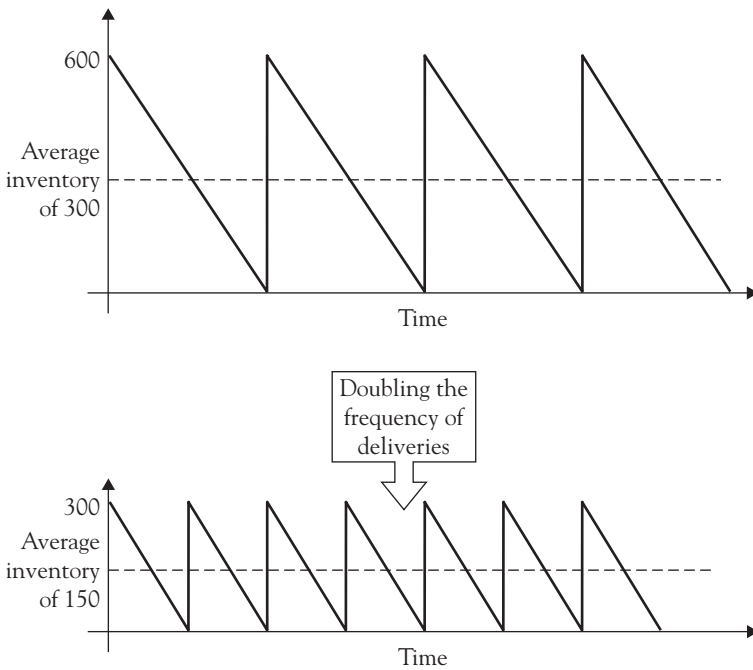 600
Average
inventory
of 300
Time
Doubling the
frequency of
deliveries
300
Average
inventory
of 150
Time